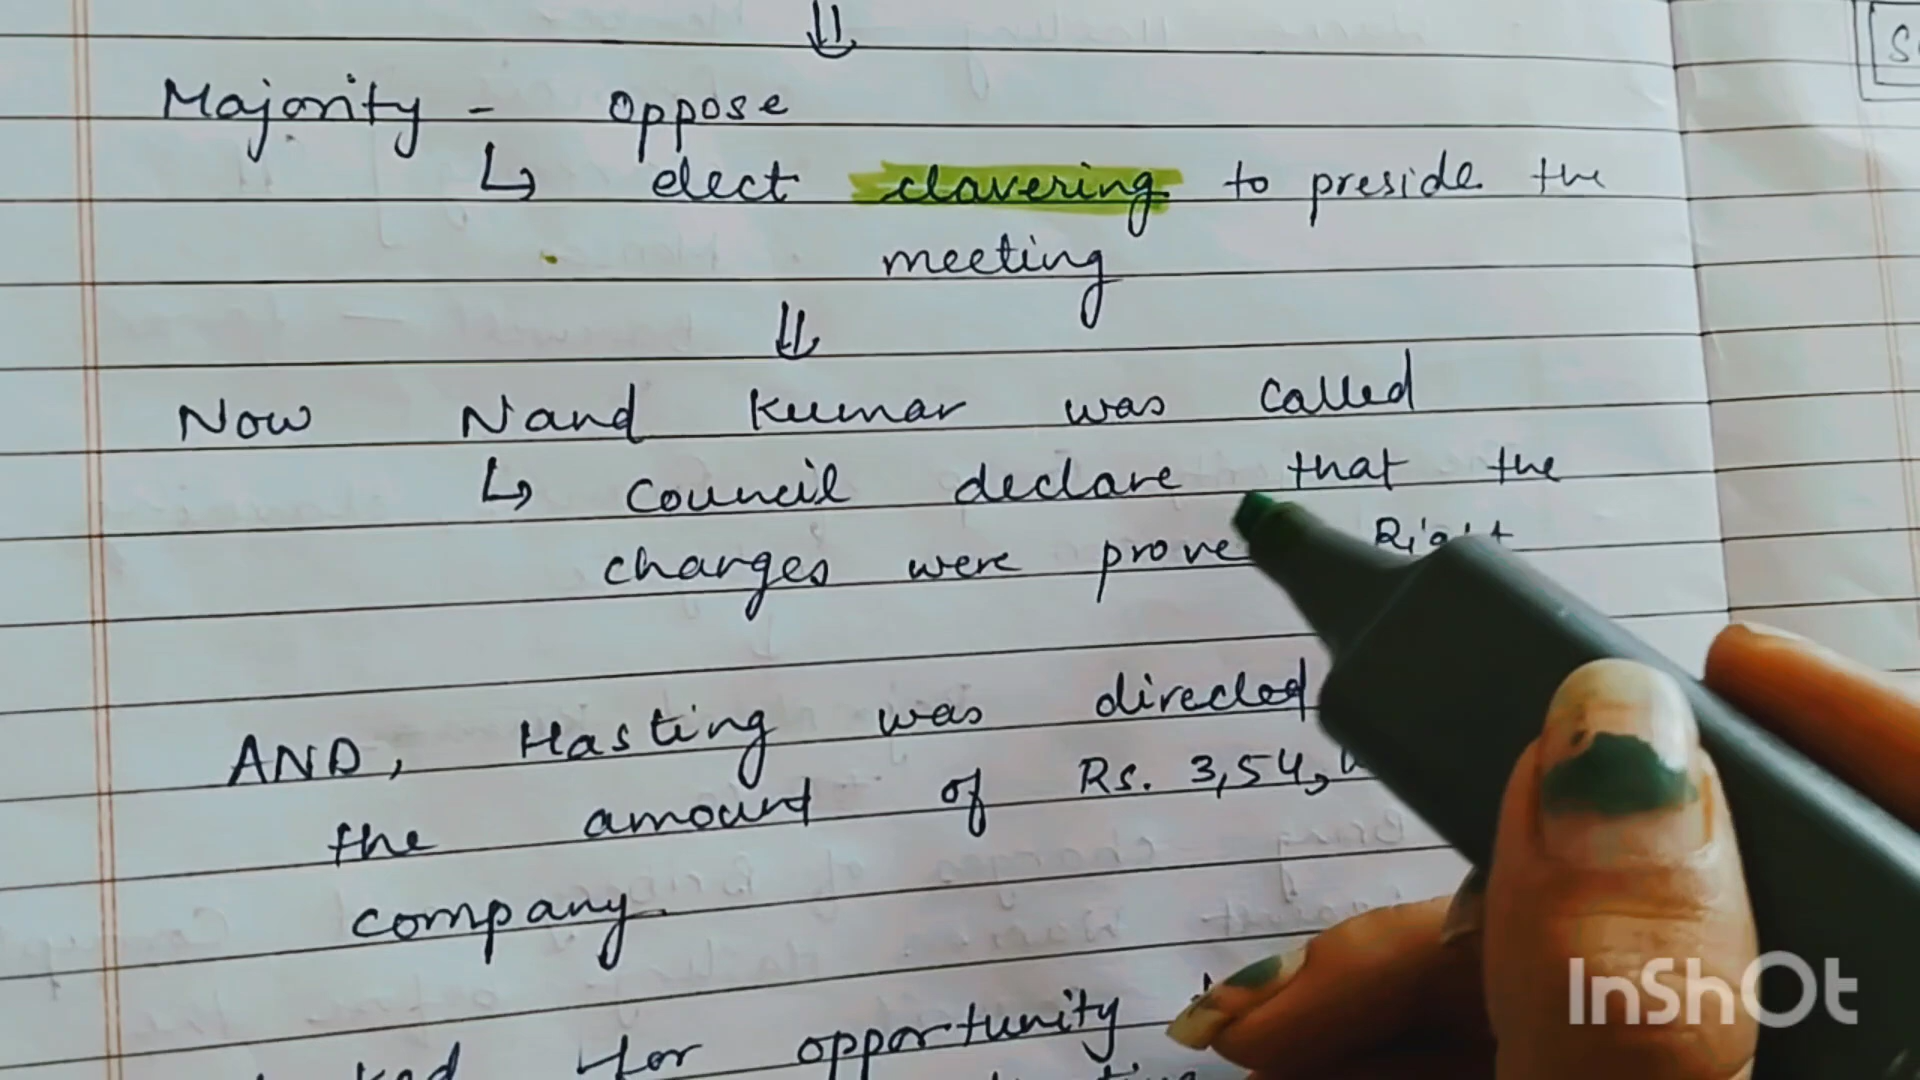 Majority - oppose
↳ elect clavering to preside the
meeting
Now Nand Kumar was called
↳ council declare that the
charges were prove Right
AND, Hasting was directed
the amount of Rs. 3,54,
company.
for opportunity
InShOt